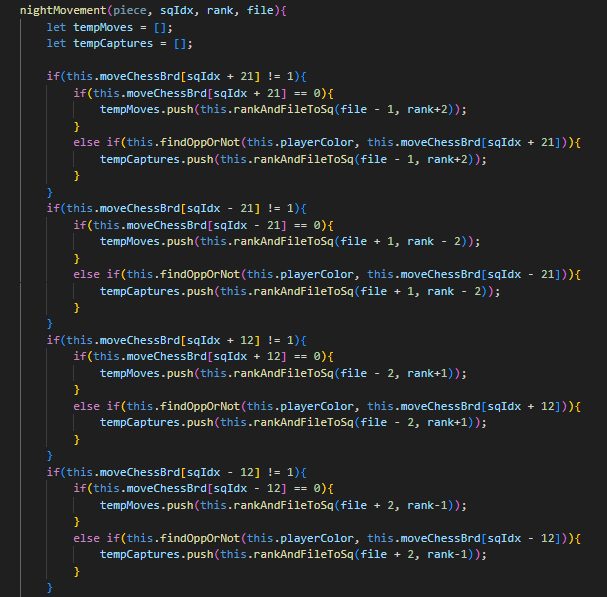 nightMovement(piece, sqIdx, rank, file){
    let tempMoves = [];
    let tempCaptures = [];

    if(this.moveChessBrd[sqIdx + 21] != 1){
        if(this.moveChessBrd[sqIdx + 21] == 0){
            tempMoves.push(this.rankAndFileToSq(file - 1, rank+2));
        }
        else if(this.findOppOrNot(this.playerColor, this.moveChessBrd[sqIdx + 21])){
            tempCaptures.push(this.rankAndFileToSq(file - 1, rank+2));
        }
    }
    if(this.moveChessBrd[sqIdx - 21] != 1){
        if(this.moveChessBrd[sqIdx - 21] == 0){
            tempMoves.push(this.rankAndFileToSq(file + 1, rank - 2));
        }
        else if(this.findOppOrNot(this.playerColor, this.moveChessBrd[sqIdx - 21])){
            tempCaptures.push(this.rankAndFileToSq(file + 1, rank - 2));
        }
    }
    if(this.moveChessBrd[sqIdx + 12] != 1){
        if(this.moveChessBrd[sqIdx + 12] == 0){
            tempMoves.push(this.rankAndFileToSq(file - 2, rank+1));
        }
        else if(this.findOppOrNot(this.playerColor, this.moveChessBrd[sqIdx + 12])){
            tempCaptures.push(this.rankAndFileToSq(file - 2, rank+1));
        }
    }
    if(this.moveChessBrd[sqIdx - 12] != 1){
        if(this.moveChessBrd[sqIdx - 12] == 0){
            tempMoves.push(this.rankAndFileToSq(file + 2, rank-1));
        }
        else if(this.findOppOrNot(this.playerColor, this.moveChessBrd[sqIdx - 12])){
            tempCaptures.push(this.rankAndFileToSq(file + 2, rank-1));
        }
    }